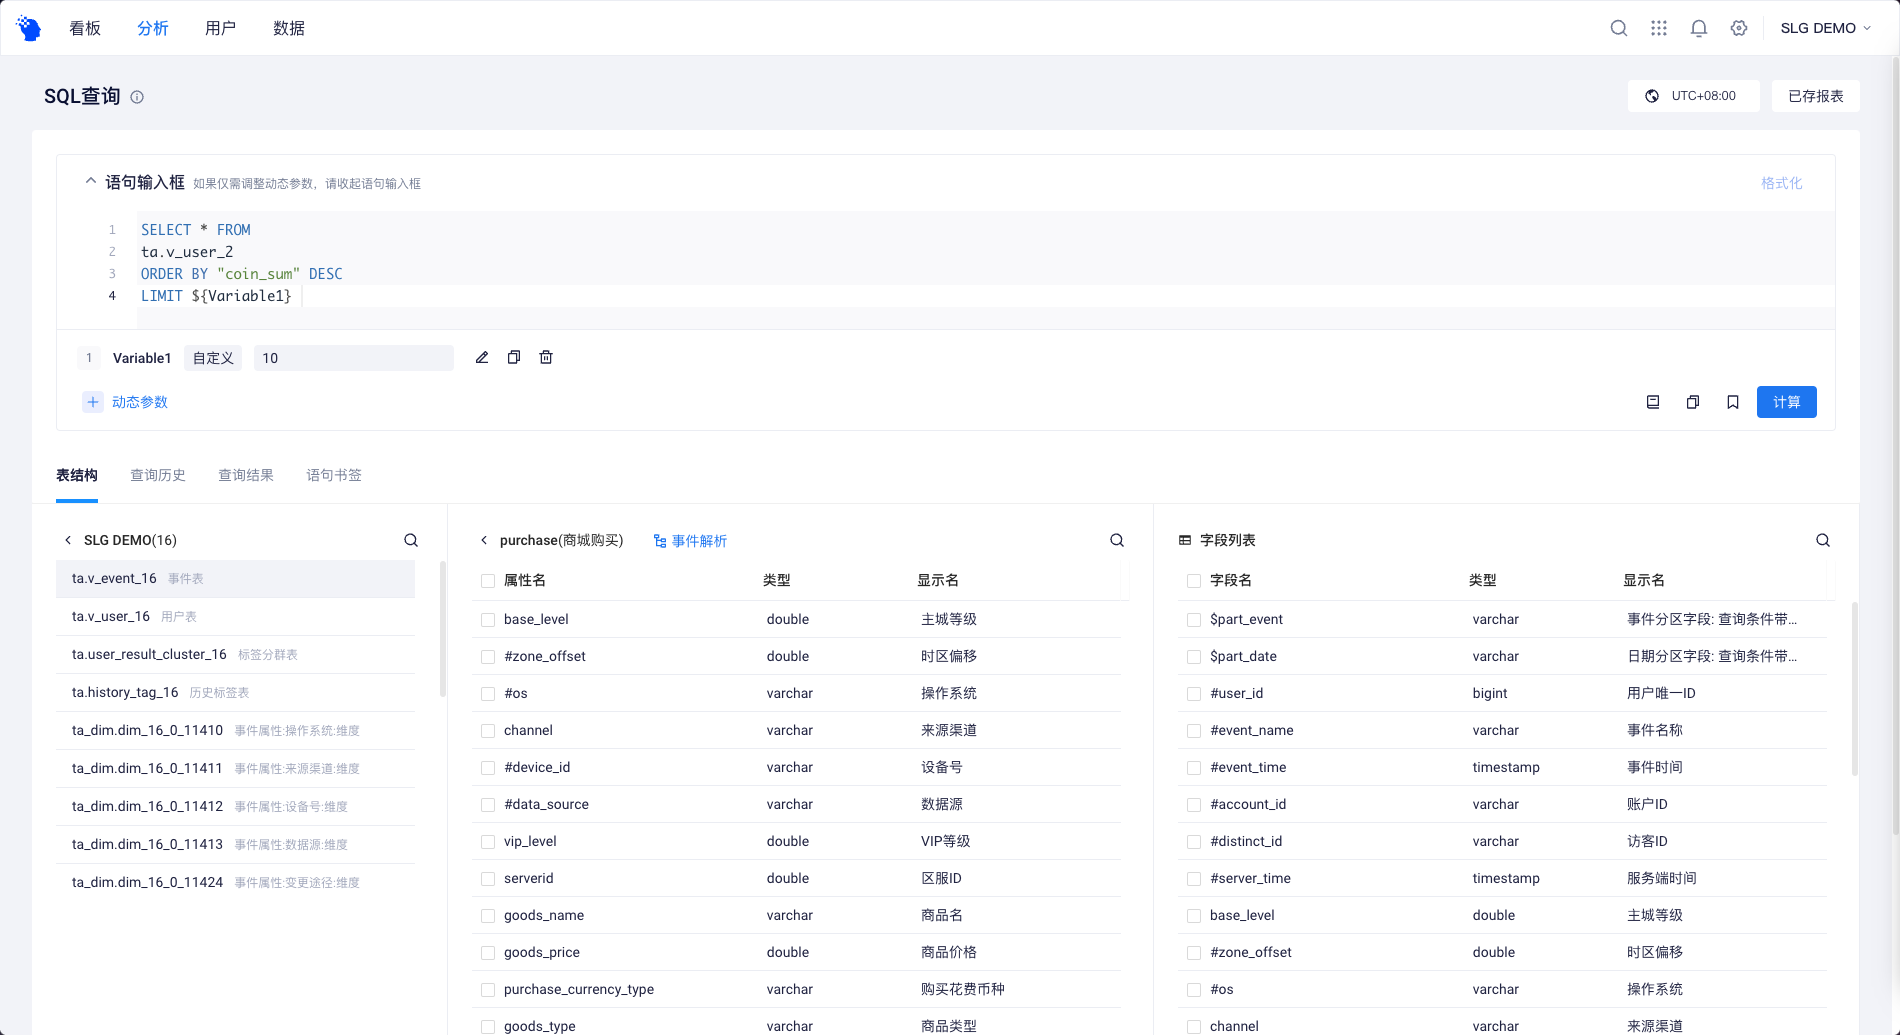 看板 分析 用户 数据 SLG DEMO
SQL查询 UTC+08:00 已存报表
语句输入框 如果仅需调整动态参数，请收起语句输入框 格式化
1 SELECT * FROM
2 ta.v_user_2
3 ORDER BY "coin_sum" DESC
4 LIMIT ${Variable1}
1 Variable1 自定义 10
动态参数 计算
表结构 查询历史 查询结果 语句书签
SLG DEMO(16)
ta.v_event_16 事件表
ta.v_user_16 用户表
ta.user_result_cluster_16 标签分群表
ta.history_tag_16 历史标签表
ta_dim.dim_16_0_11410 事件属性:操作系统:维度
ta_dim.dim_16_0_11411 事件属性:来源渠道:维度
ta_dim.dim_16_0_11412 事件属性:设备号:维度
ta_dim.dim_16_0_11413 事件属性:数据源:维度
ta_dim.dim_16_0_11424 事件属性:变更途径:维度
purchase(商城购买) 事件解析
属性名 类型 显示名
base_level double 主城等级
#zone_offset double 时区偏移
#os varchar 操作系统
channel varchar 来源渠道
#device_id varchar 设备号
#data_source varchar 数据源
vip_level double VIP等级
serverid double 区服ID
goods_name varchar 商品名
goods_price double 商品价格
purchase_currency_type varchar 购买花费币种
goods_type varchar 商品类型
字段列表
字段名 类型 显示名
$part_event varchar 事件分区字段: 查询条件带...
$part_date varchar 日期分区字段: 查询条件带...
#user_id bigint 用户唯一ID
#event_name varchar 事件名称
#event_time timestamp 事件时间
#account_id varchar 账户ID
#distinct_id varchar 访客ID
#server_time timestamp 服务端时间
base_level double 主城等级
#zone_offset double 时区偏移
#os varchar 操作系统
channel varchar 来源渠道